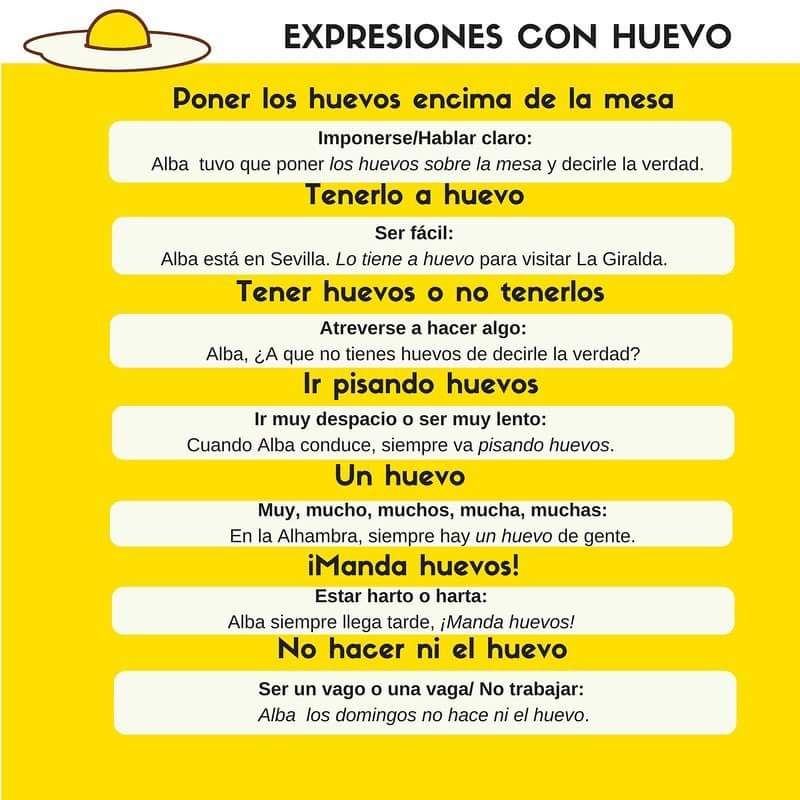 EXPRESIONES CON HUEVO
Poner los huevos encima de la mesa
Imponerse/Hablar claro:
Alba tuvo que poner los huevos sobre la mesa y decirle la verdad.
Tenerlo a huevo
Ser fácil:
Alba está en Sevilla. Lo tiene a huevo para visitar La Giralda.
Tener huevos o no tenerlos
Atreverse a hacer algo:
Alba, ¿A que no tienes huevos de decirle la verdad?
Ir pisando huevos
Ir muy despacio o ser muy lento:
Cuando Alba conduce, siempre va pisando huevos.
Un huevo
Muy, mucho, muchos, mucha, muchas:
En la Alhambra, siempre hay un huevo de gente.
¡Manda huevos!
Estar harto o harta:
Alba siempre llega tarde, ¡Manda huevos!
No hacer ni el huevo
Ser un vago o una vaga/ No trabajar:
Alba los domingos no hace ni el huevo.